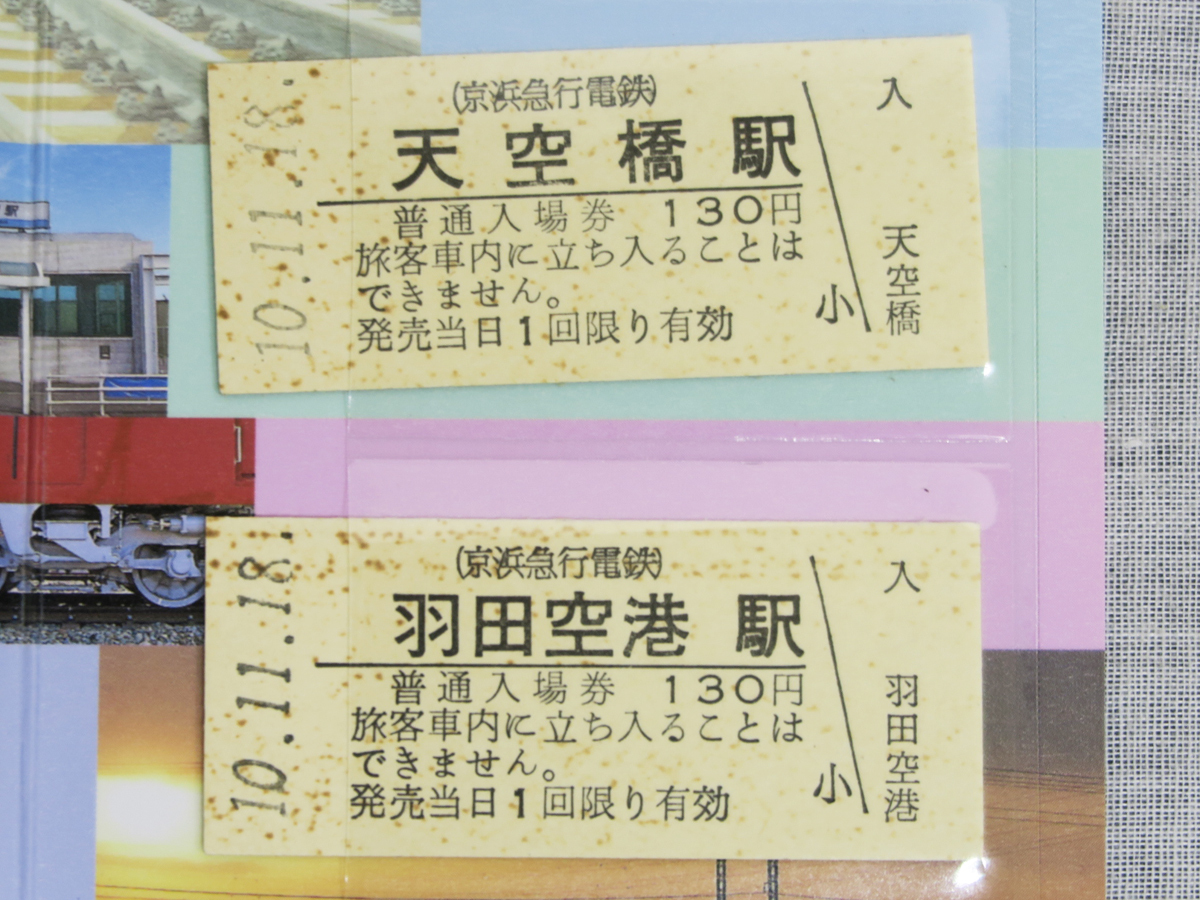 10.11.18.
(京浜急行電鉄)
天空橋駅
普通入場券 130円
旅客車内に立ち入ることは
できません。
発売当日1回限り有効
小
入
天空橋
10.11.18.
(京浜急行電鉄)
羽田空港 駅
普通入場券 130円
旅客車内に立ち入ることは
できません。
発売当日1回限り有効
小
入
羽田空港
駅